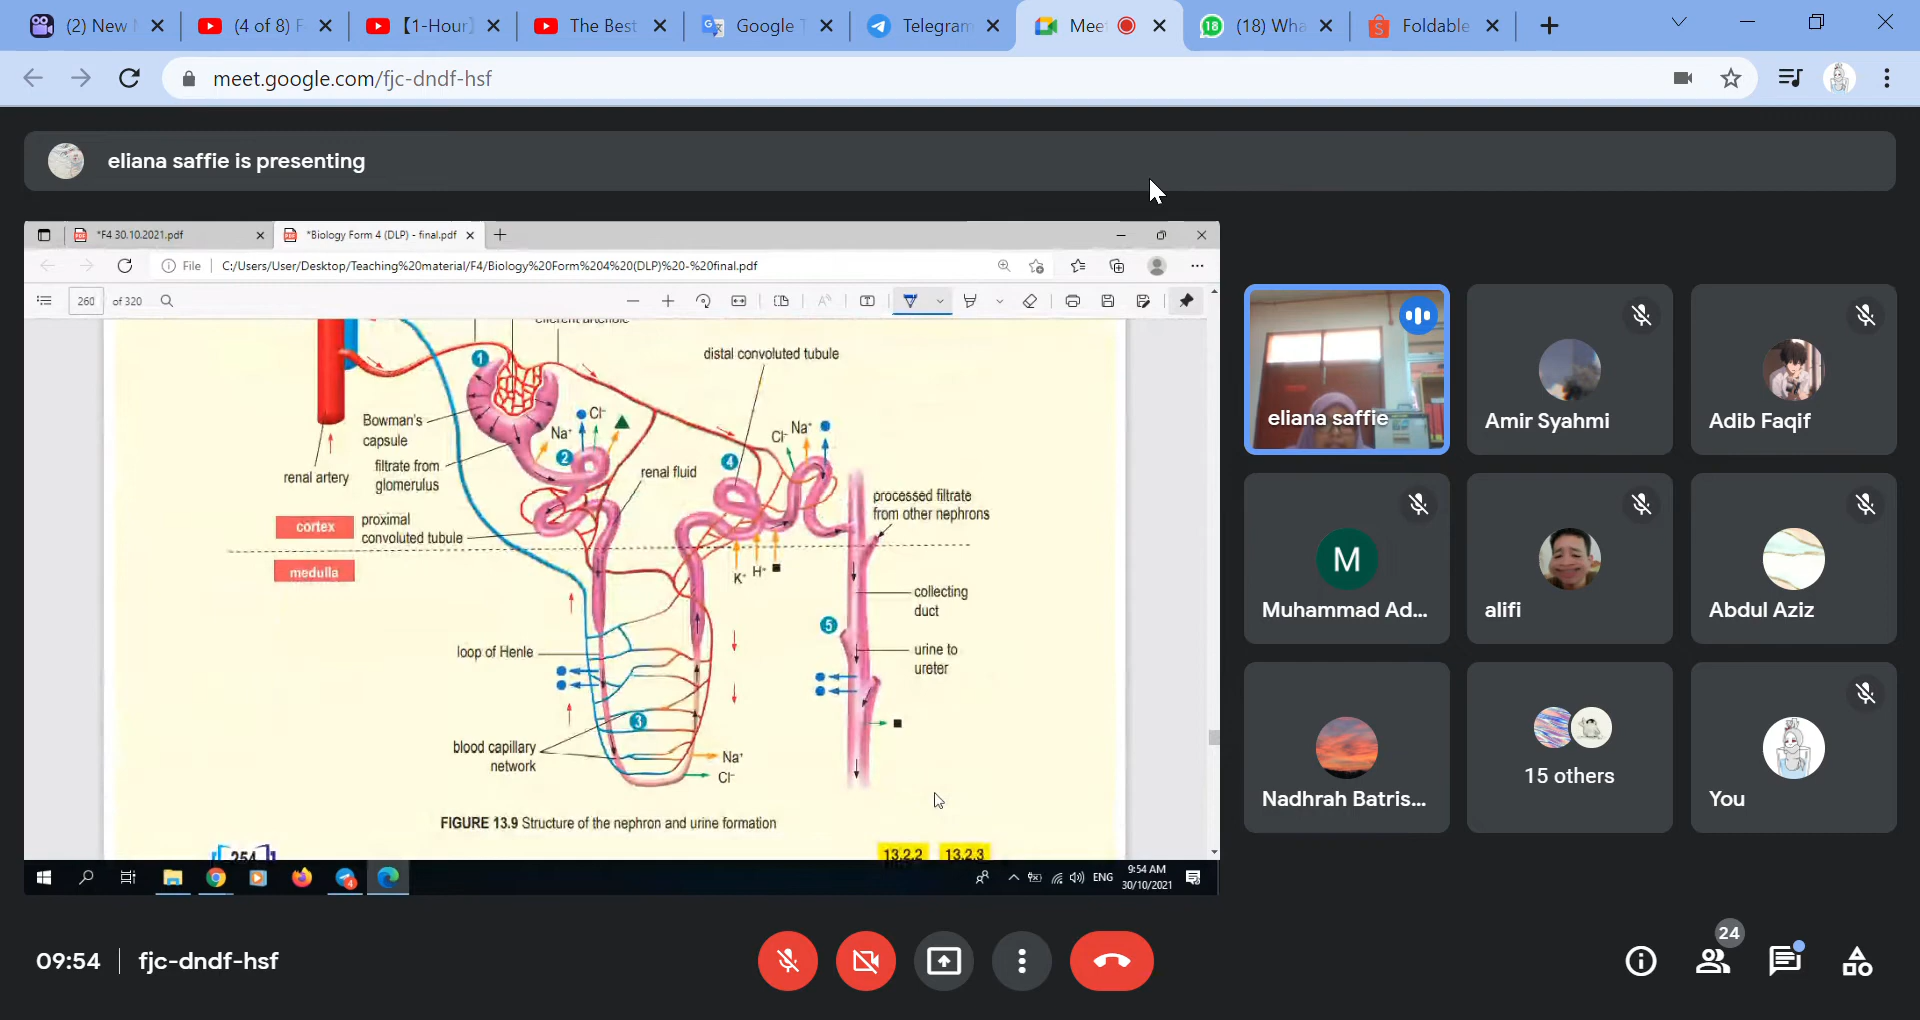 (2) New
(4 of 8) F
【1-Hour】
The Best
Google T
Telegram
Meet
(18) Wha
Foldable
meet.google.com/fjc-dndf-hsf
eliana saffie is presenting
*F4 30.10.2021.pdf
*Biology Form 4 (DLP) - final.pdf
File
C:/Users/User/Desktop/Teaching%20material/F4/Biology%20Form%204%20(DLP)%20-%20final.pdf
260 of 320
distal convoluted tubule
1
Bowman's
capsule
Cl⁻
Na⁺
2
filtrate from
glomerulus
renal artery
renal fluid
4
Cl⁻ Na⁺
processed filtrate
from other nephrons
cortex
proximal
convoluted tubule
medulla
K⁺ H⁺
collecting
duct
5
loop of Henle
urine to
ureter
3
blood capillary
network
Na⁺
Cl⁻
FIGURE 13.9 Structure of the nephron and urine formation
254
13.2.2 13.2.3
4
ENG
9:54 AM
30/10/2021
eliana saffie
Amir Syahmi
Adib Faqif
M
Muhammad Ad...
alifi
Abdul Aziz
Nadhrah Batris...
15 others
You
09:54
fjc-dndf-hsf
24